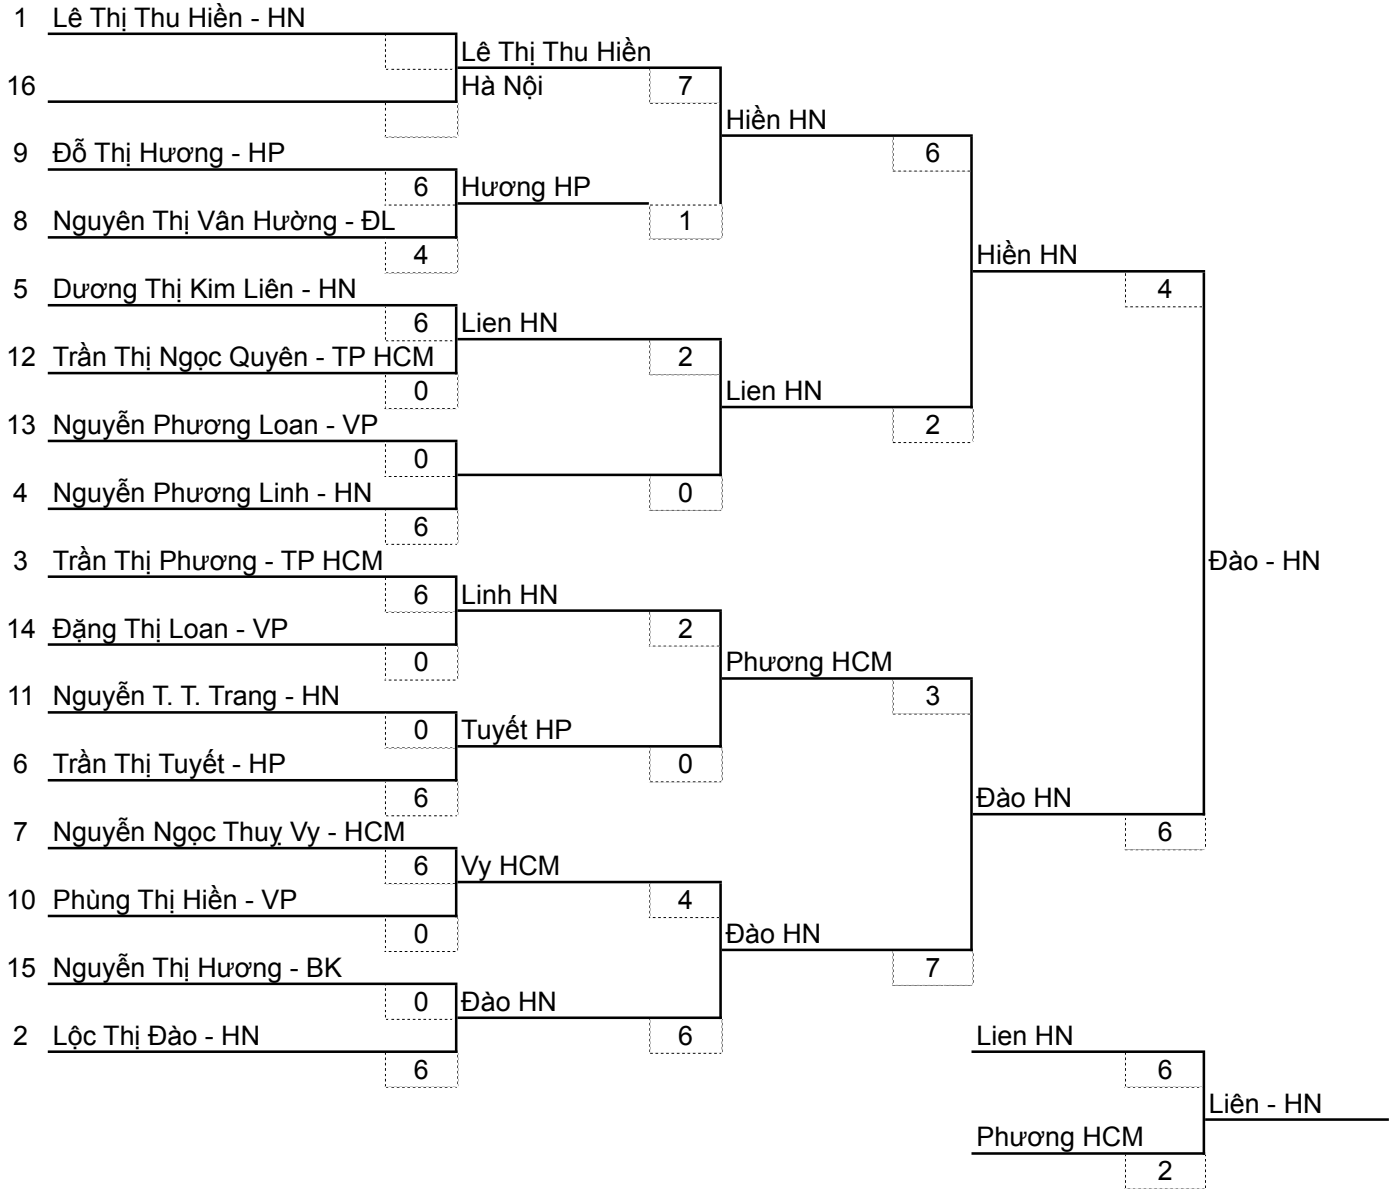 1 Lê Thị Thu Hiền - HN
Lê Thị Thu Hiền
16
Hà Nội 7
Hiền HN
9 Đỗ Thị Hương - HP
6
6 Hương HP
8 Nguyên Thị Vân Hường - ĐL
1
4
Hiền HN
5 Dương Thị Kim Liên - HN
4
6 Lien HN
12 Trần Thị Ngọc Quyên - TP HCM
2
0
Lien HN
13 Nguyễn Phương Loan - VP
2
0
4 Nguyễn Phương Linh - HN
0
6
3 Trần Thị Phương - TP HCM
Đào - HN
6 Linh HN
14 Đặng Thị Loan - VP
2
0
Phương HCM
11 Nguyễn T. T. Trang - HN
3
0 Tuyết HP
6 Trần Thị Tuyết - HP
0
6
Đào HN
7 Nguyễn Ngọc Thuỵ Vy - HCM
6
6 Vy HCM
10 Phùng Thị Hiền - VP
4
0
Đào HN
15 Nguyễn Thị Hương - BK
7
0 Đào HN
2 Lộc Thị Đào - HN
6
Lien HN
6
6
Liên - HN
Phương HCM
2